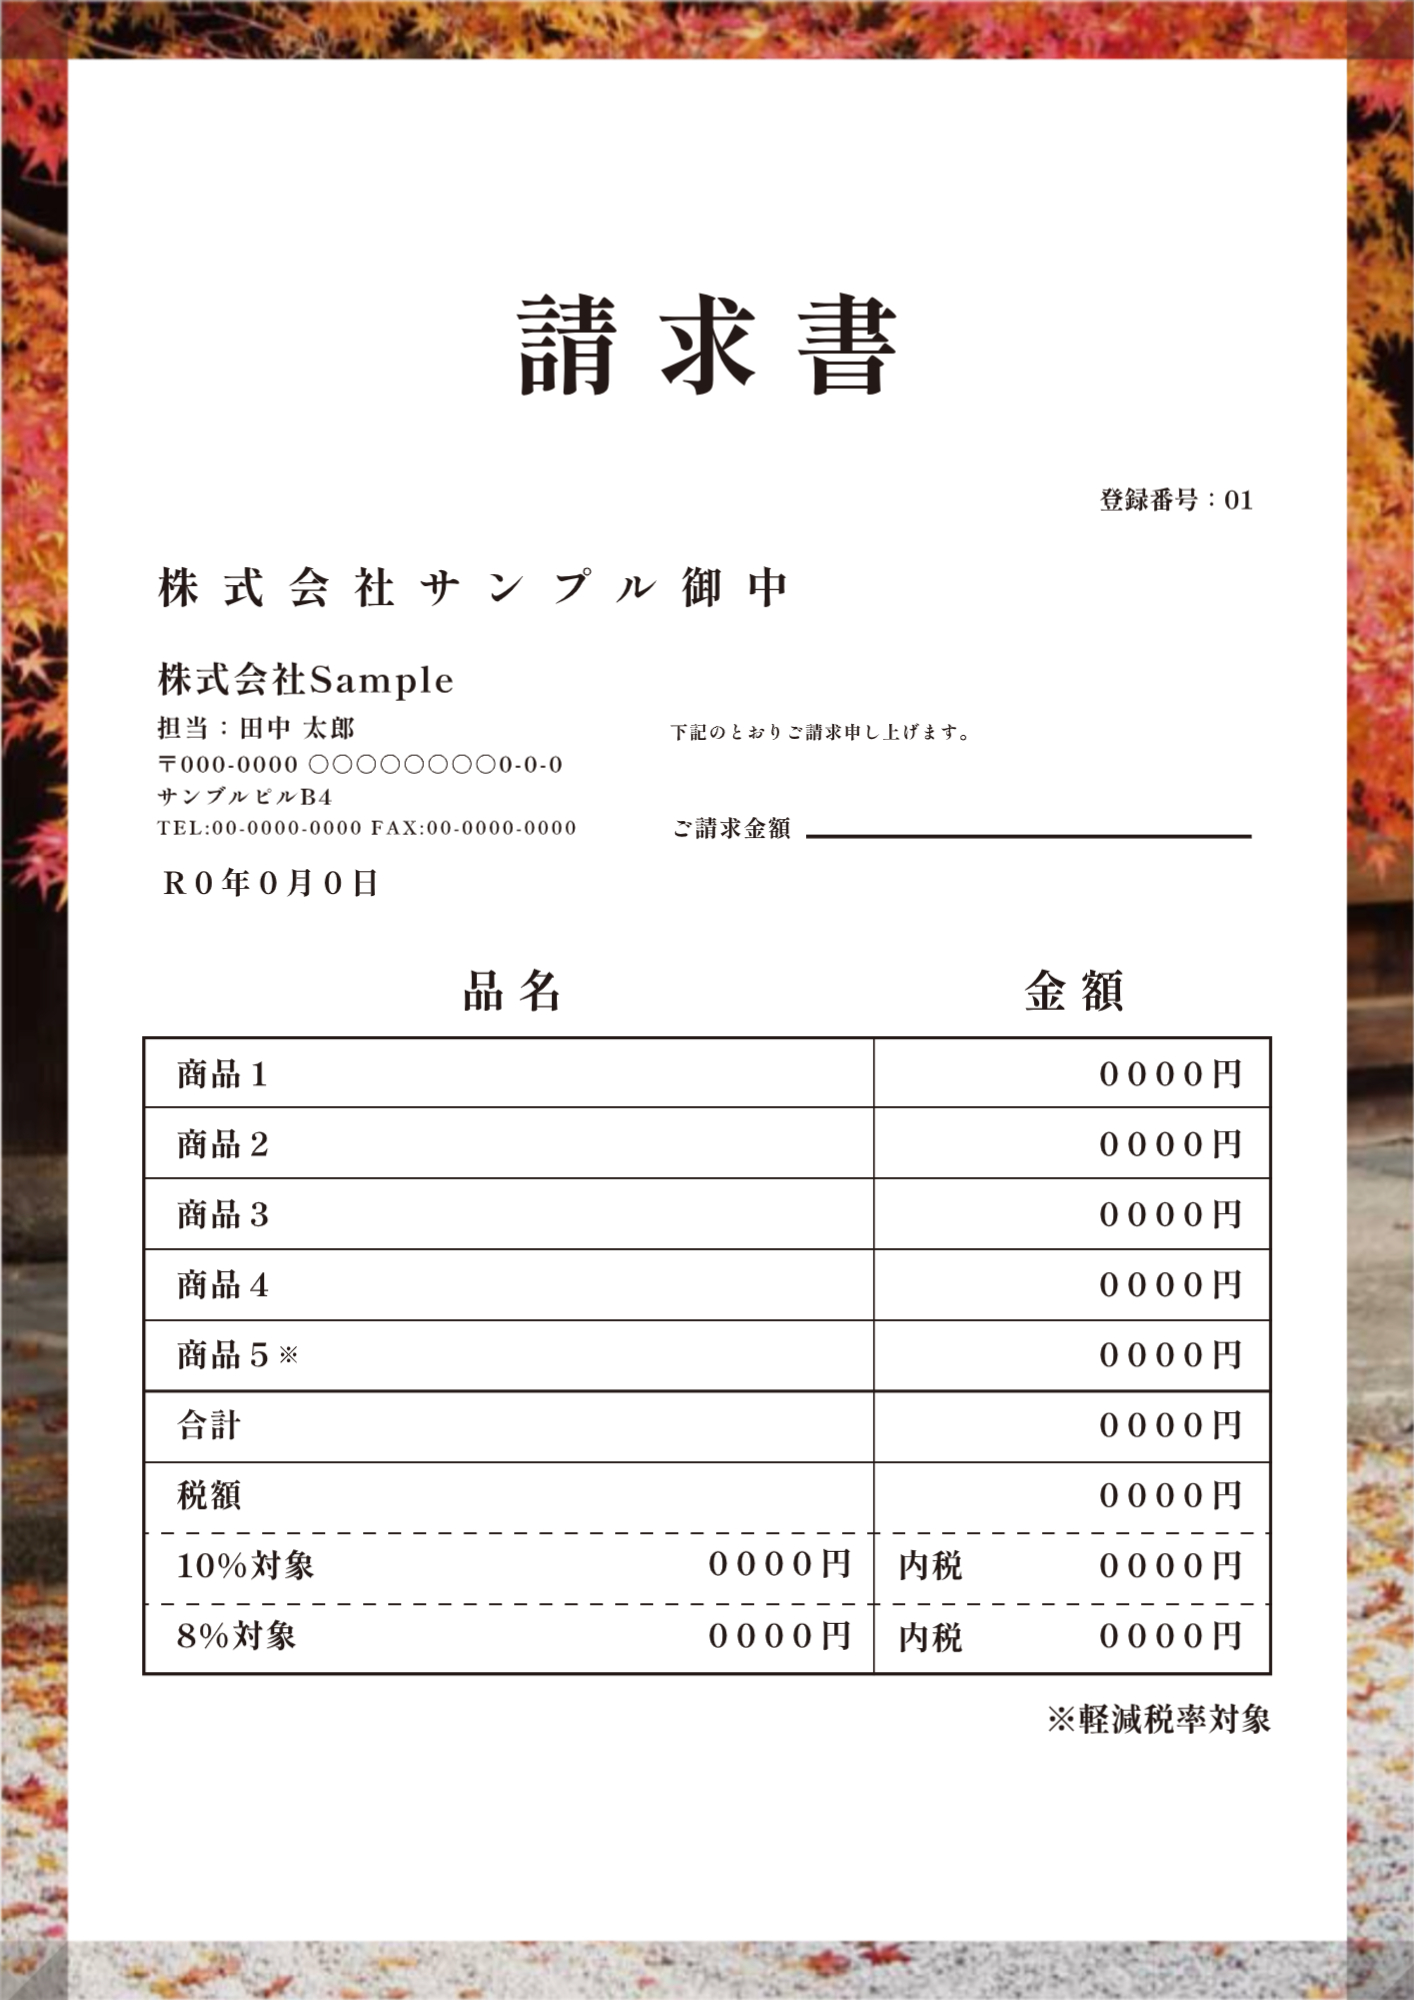 請求書
登録番号：01
株式会社サンプル御中
株式会社Sample
担当：田中 太郎
〒000-0000 〇〇〇〇〇〇〇〇0-0-0
サンブルピルB4
TEL:00-0000-0000 FAX:00-0000-0000
R0年0月0日
下記のとおりご請求申し上げます。
ご請求金額
品名 金額
商品1 0000円
商品2 0000円
商品3 0000円
商品4 0000円
商品5※ 0000円
合計 0000円
税額 0000円
10%対象 0000円 内税 0000円
8%対象 0000円 内税 0000円
※軽減税率対象